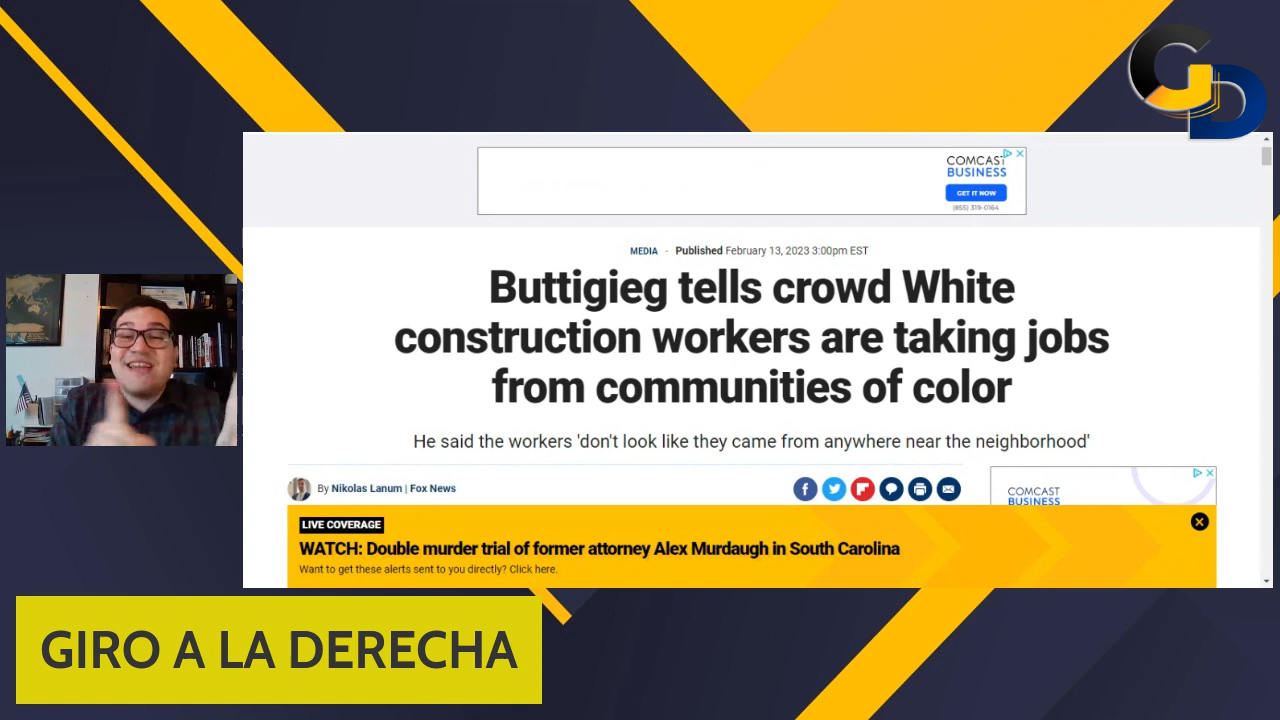 GD
COMCAST
BUSINESS
GET IT NOW
(855) 319-0164
MEDIA - Published February 13, 2023 3:00pm EST
Buttigieg tells crowd White
construction workers are taking jobs
from communities of color
He said the workers 'don't look like they came from anywhere near the neighborhood'
By Nikolas Lanum | Fox News
COMCAST
BUSINESS
LIVE COVERAGE
WATCH: Double murder trial of former attorney Alex Murdaugh in South Carolina
Want to get these alerts sent to you directly? Click here.
GIRO A LA DERECHA